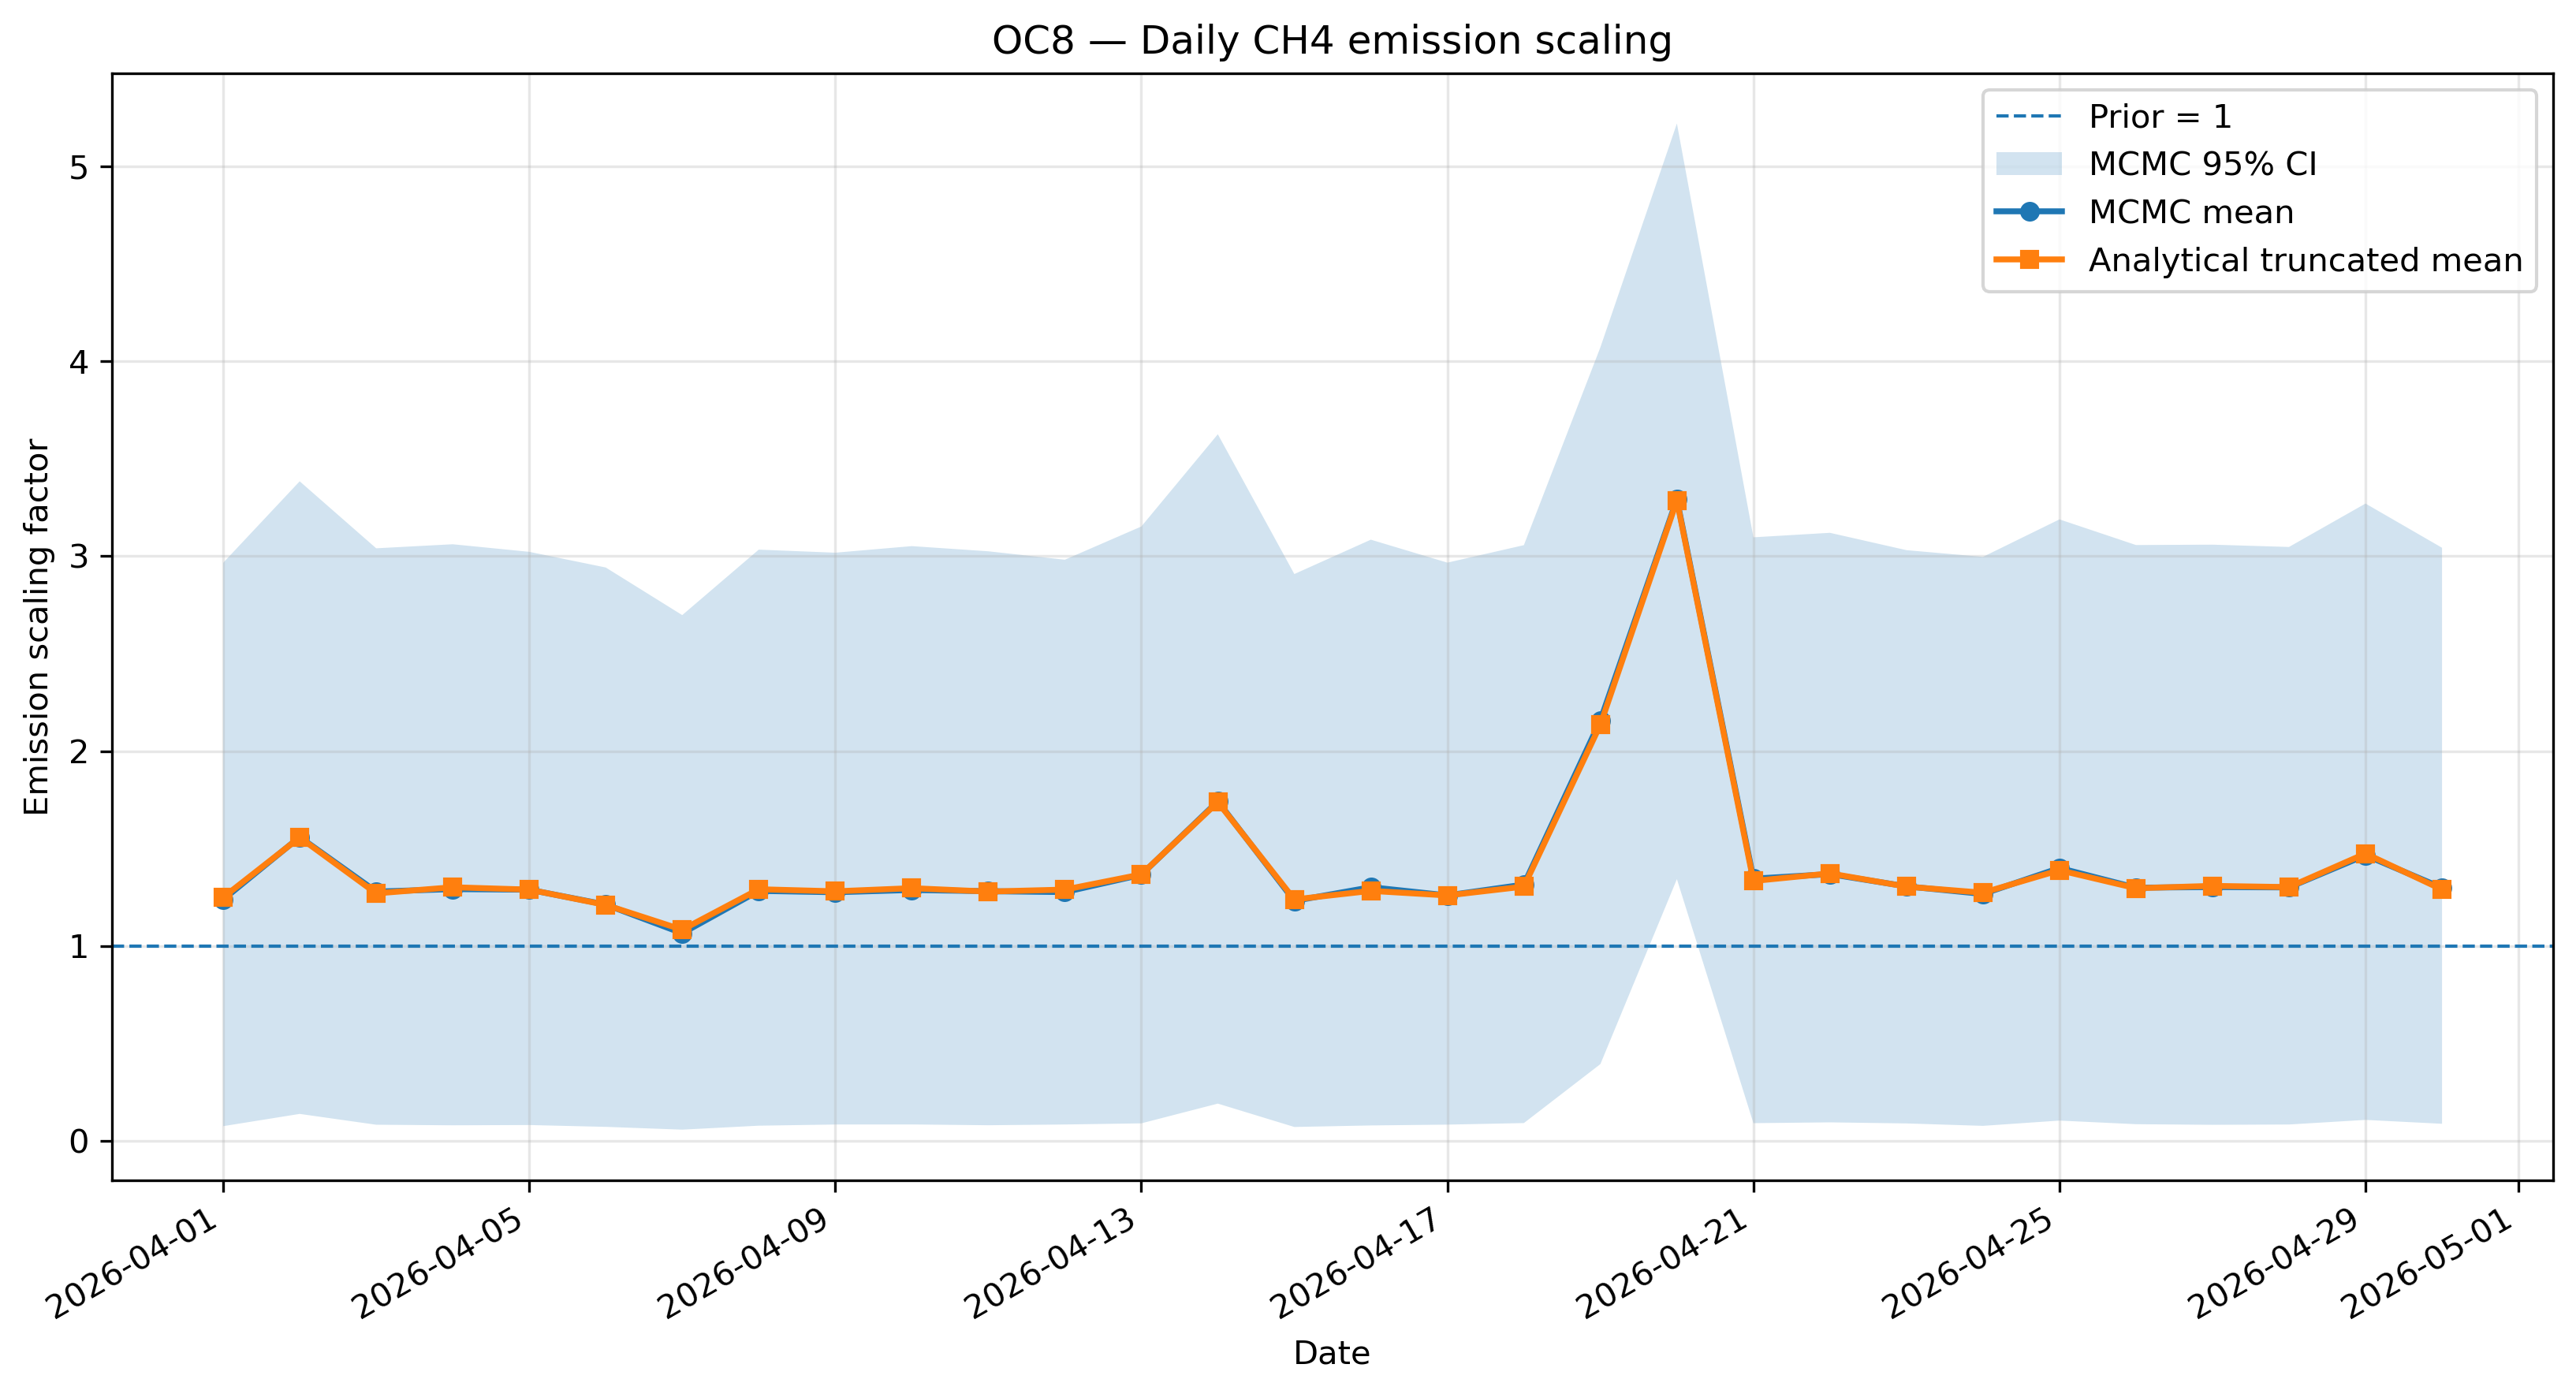 OC8 — Daily CH4 emission scaling
Prior = 1
MCMC 95% CI
MCMC mean
Analytical truncated mean
Emission scaling factor
5
4
3
2
1
0
2026-04-01
2026-04-05
2026-04-09
2026-04-13
2026-04-17
2026-04-21
2026-04-25
2026-04-29
2026-05-01
Date